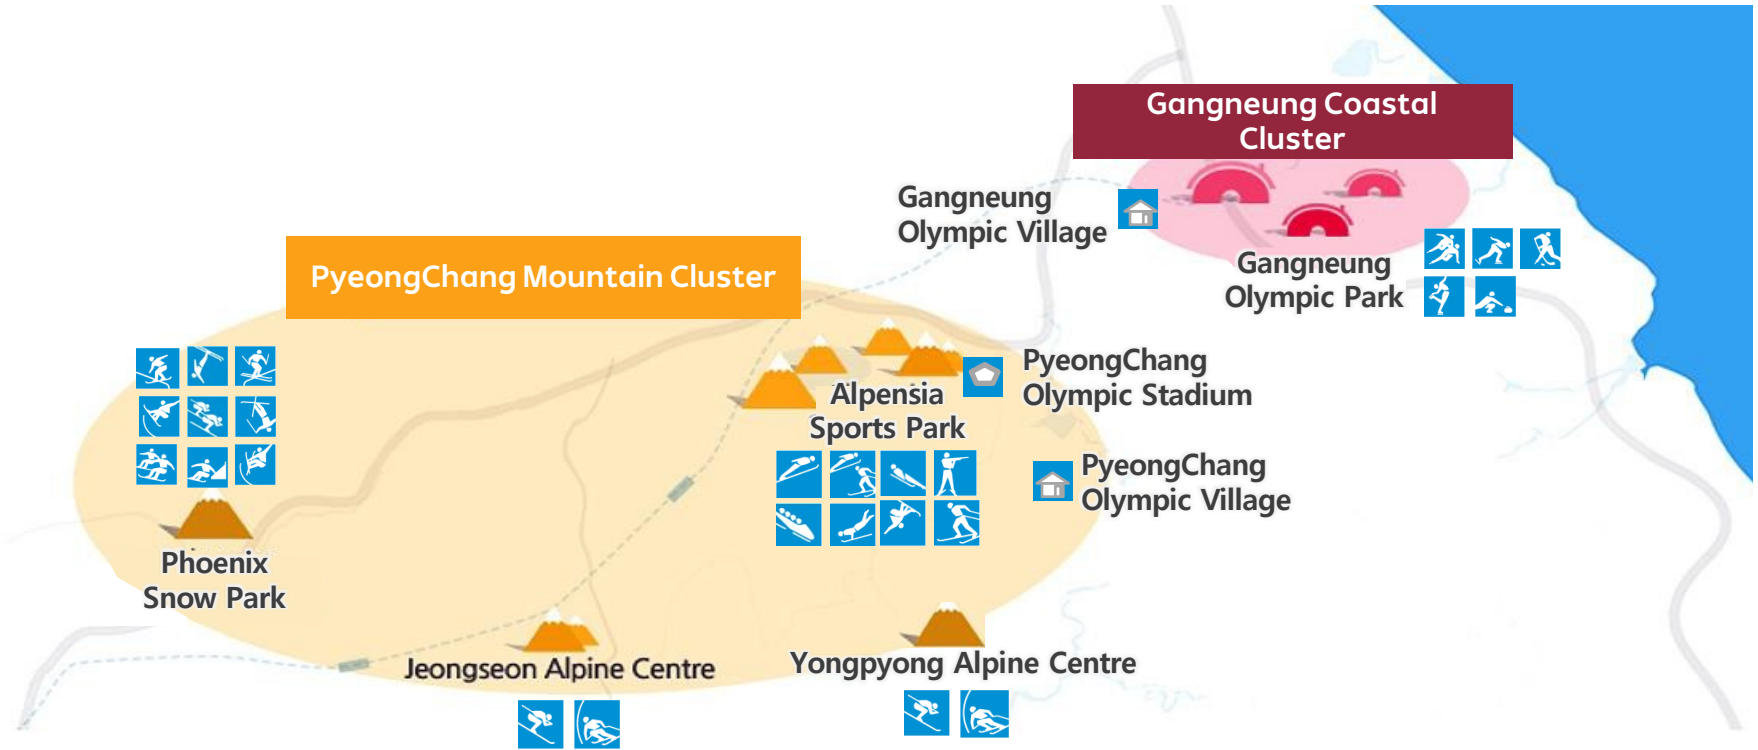 Gangneung Coastal
Cluster
Gangneung
Olympic Village
PyeongChang Mountain Cluster
Gangneung
Olympic Park
PyeongChang
Olympic Stadium
Alpensia
Sports Park
PyeongChang
Olympic Village
Phoenix
Snow Park
Jeongseon Alpine Centre
Yongpyong Alpine Centre